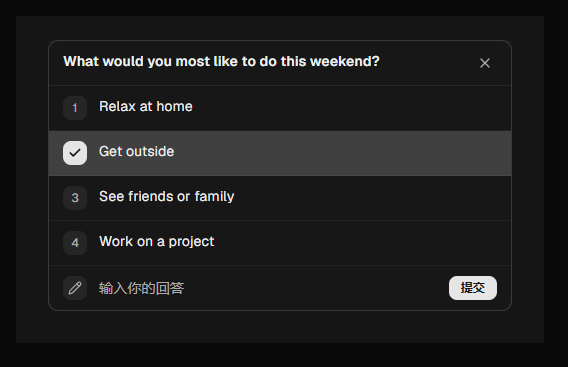 What would you most like to do this weekend?
1 Relax at home
Get outside
3 See friends or family
4 Work on a project
输入你的回答 提交